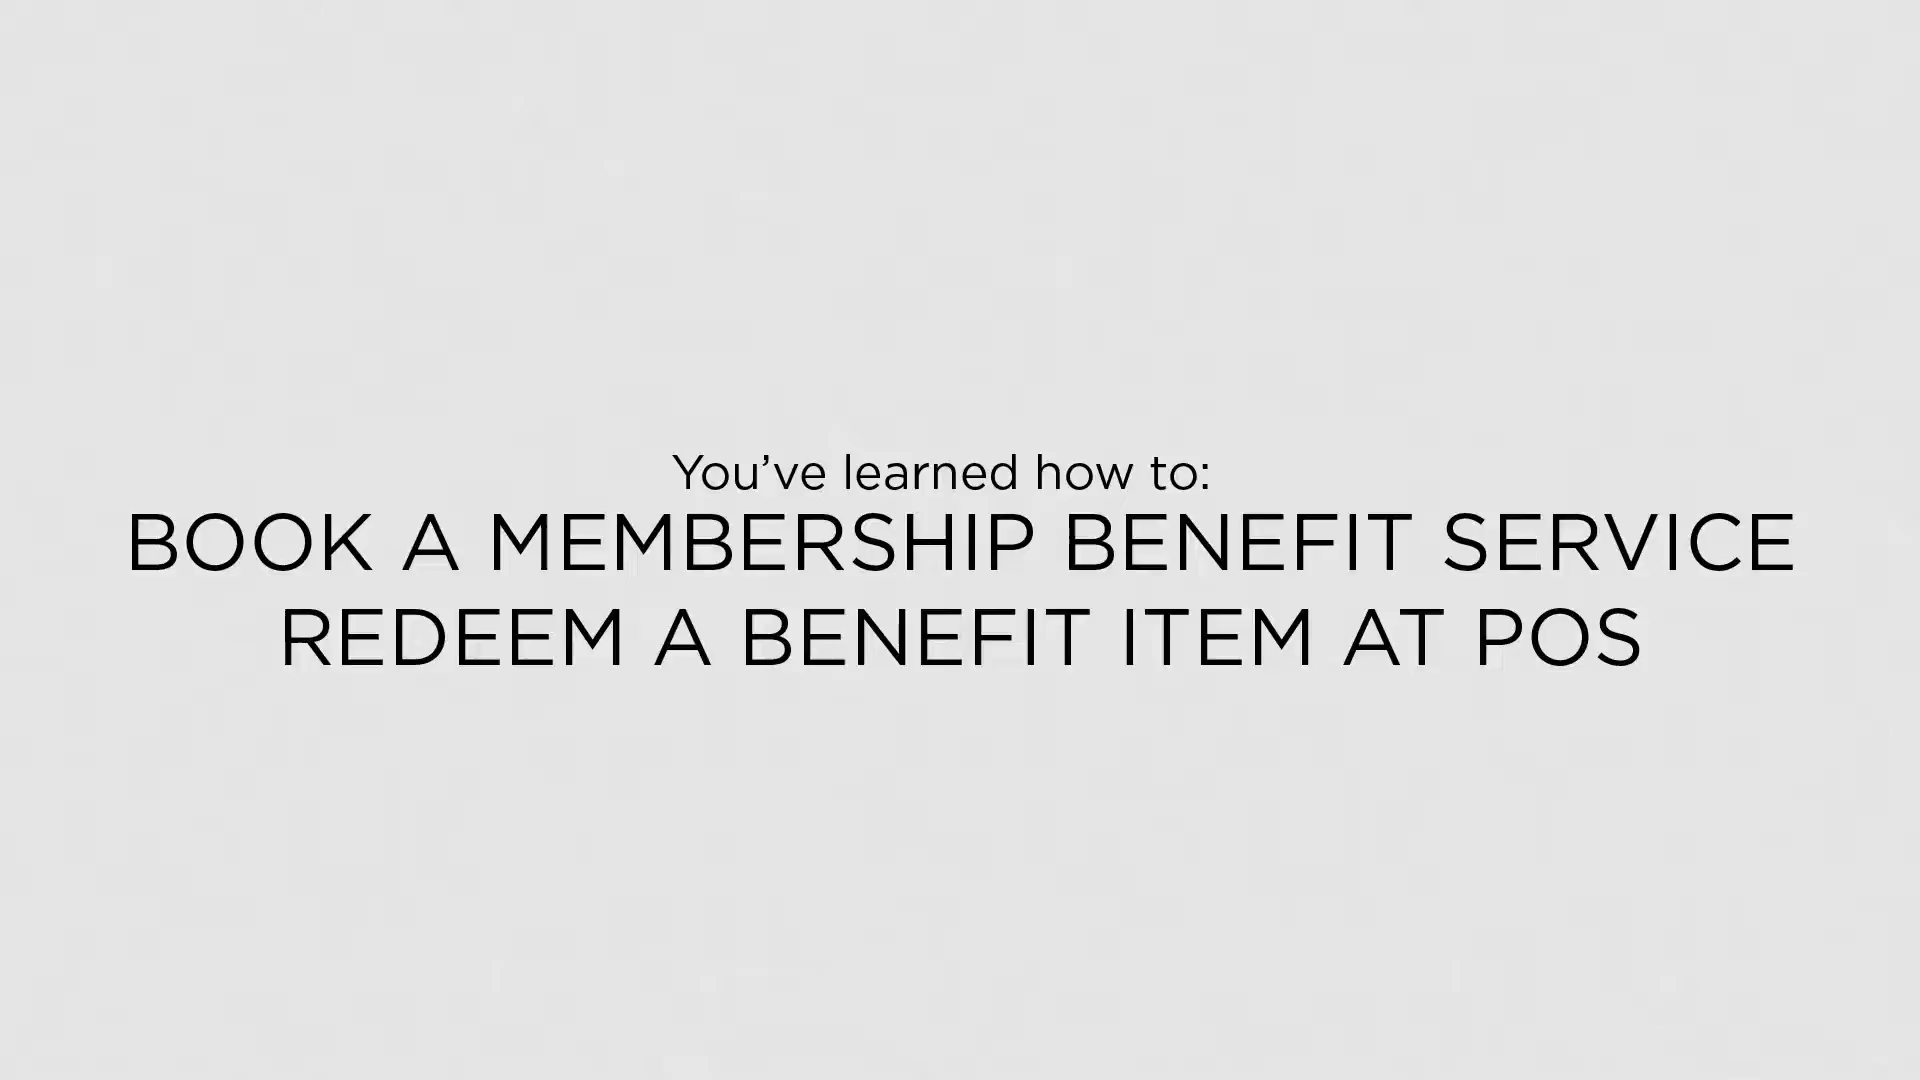 You’ve learned how to:
BOOK A MEMBERSHIP BENEFIT SERVICE
REDEEM A BENEFIT ITEM AT POS